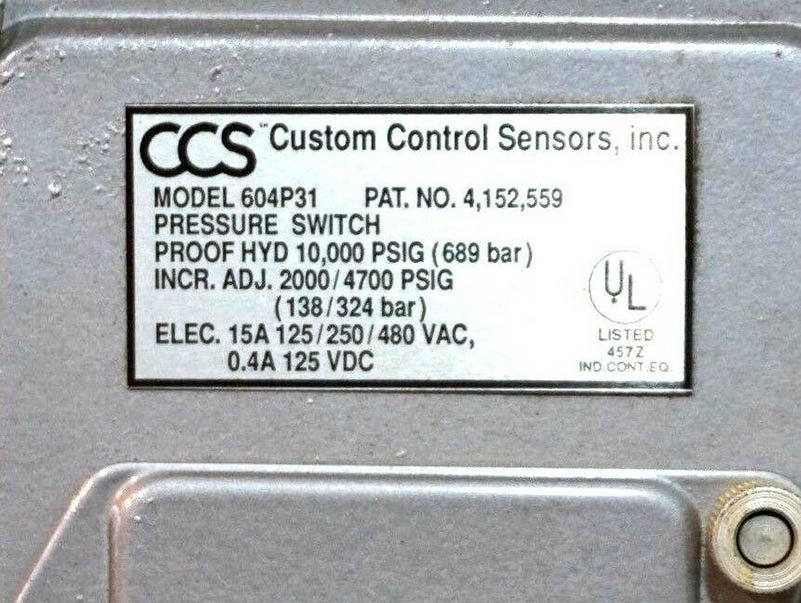 CCS℠ Custom Control Sensors, inc.
MODEL 604P31 PAT. NO. 4,152,559
PRESSURE SWITCH
PROOF HYD 10,000 PSIG (689 bar)
INCR. ADJ. 2000/4700 PSIG
(138/324 bar)
ELEC. 15A 125/250/480 VAC,
0.4A 125 VDC
UL
LISTED
457Z
IND.CONT.EQ.